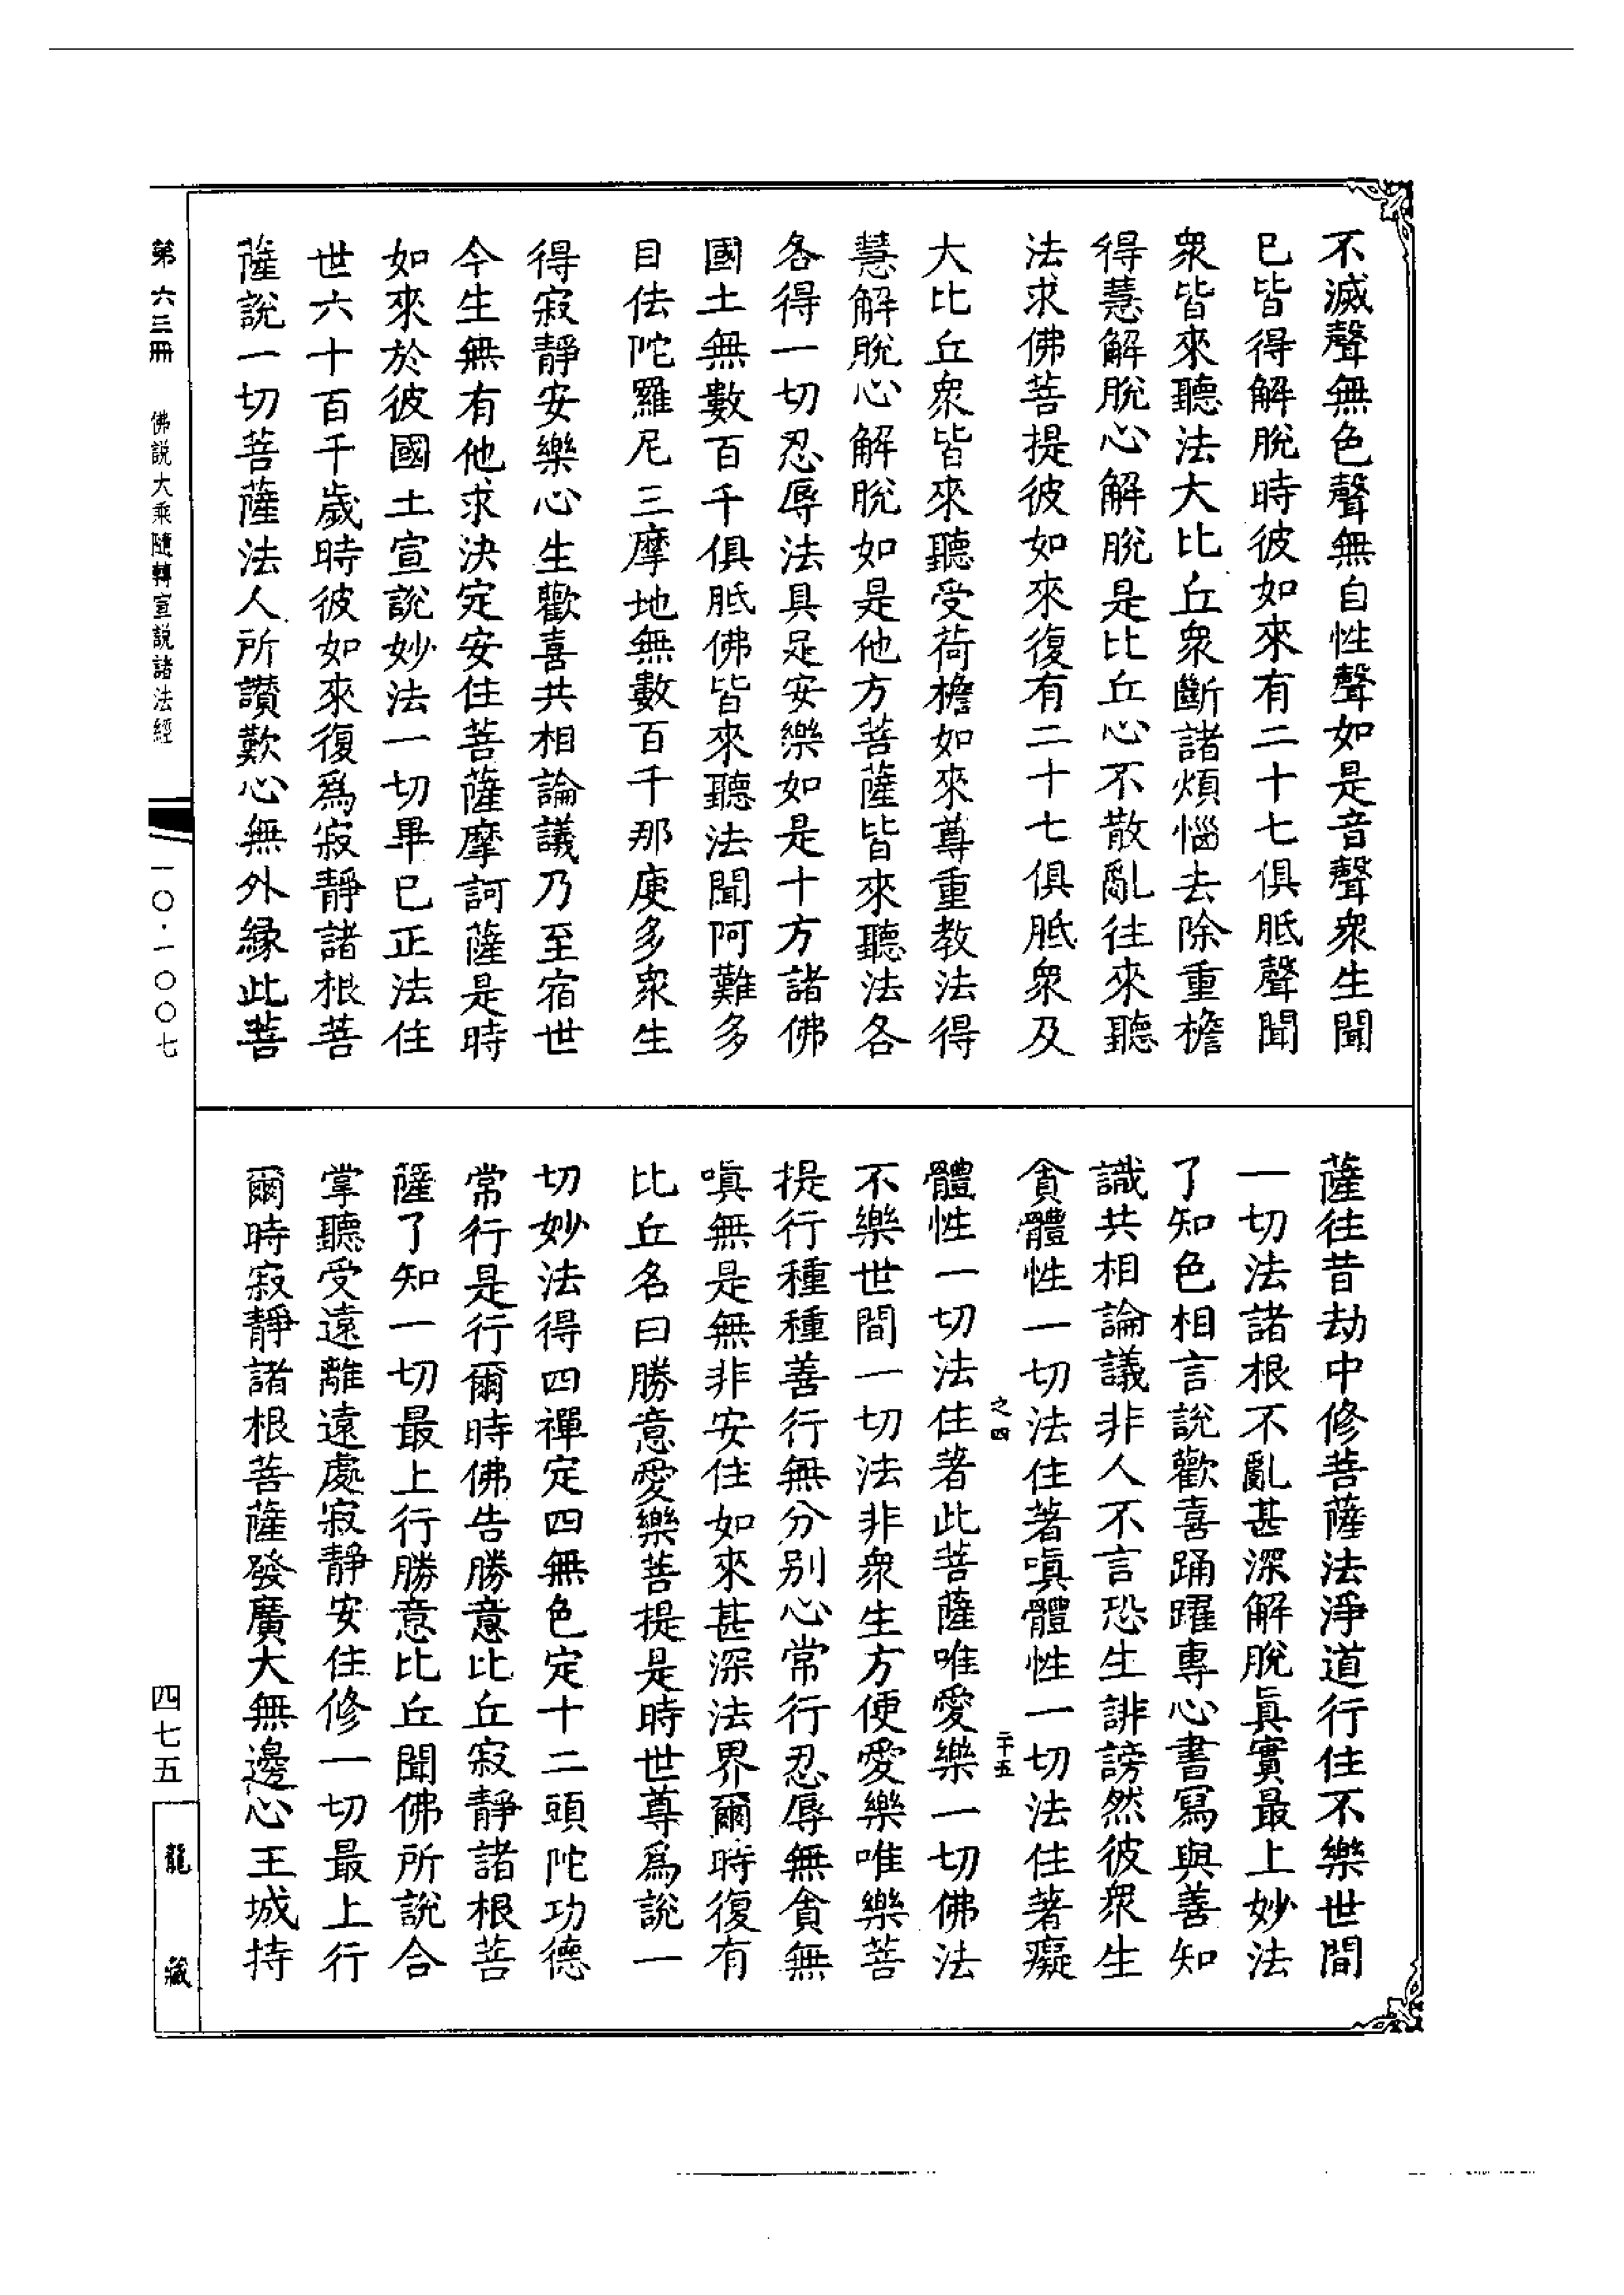 不滅聲無色聲無自性聲如是音聲衆生聞
已皆得解脫時彼如來有二十七俱胝聲聞
衆皆來聽法大比丘衆斷諸煩惱去除重檐
得慧解脫心解脫是比丘心不散亂往來聽
法求佛菩提彼如來復有二十七俱胝衆及
大比丘衆皆來聽受荷檐如來尊重教法得
慧解脫心解脫如是他方菩薩皆來聽法各
各得一切忍辱法具足安樂如是十方諸佛
國土無數百千俱胝佛皆來聽法聞阿難多
目佉陀羅尼三摩地無數百千那庾多衆生
得寂靜安樂心生歡喜共相論議乃至宿世
今生無有他求決定安住菩薩摩訶薩是時
如來於彼國土宣說妙法一切畢已正法住
世六十百千歲時彼如來復爲寂靜諸根菩
薩說一切菩薩法人所讚歎心無外緣此菩
薩往昔劫中修菩薩法淨道行住不樂世間
一切法諸根不亂甚深解脫眞實最上妙法
了知色相言說歡喜踊躍專心書寫與善知
識共相論議非人不言恐生誹謗然彼衆生
貪體性一切法住著嗔體性一切法住著癡
之四 二十五
體性一切法住著此菩薩唯愛樂一切佛法
不樂世間一切法非衆生方便愛樂唯樂菩
提行種種善行無分別心常行忍辱無貪無
嗔無是無非安住如來甚深法界爾時復有
比丘名曰勝意愛樂菩提是時世尊爲說一
切妙法得四禪定四無色定十二頭陀功德
常行是行爾時佛告勝意比丘寂靜諸根菩
薩了知一切最上行勝意比丘聞佛所說合
掌聽受遠離遠處寂靜安住修一切最上行
爾時寂靜諸根菩薩發廣大無邊心王城持
第六三冊 佛説大乘隨轉宣説諸法經 一〇·一〇〇七 四七五 龍藏